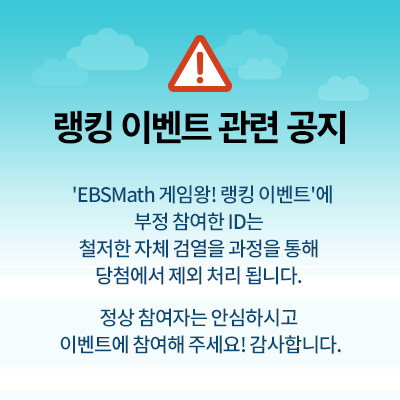 랭킹 이벤트 관련 공지
'EBSMath 게임왕! 랭킹 이벤트'에
부정 참여한 ID는
철저한 자체 검열을 과정을 통해
당첨에서 제외 처리 됩니다.
정상 참여자는 안심하시고
이벤트에 참여해 주세요! 감사합니다.